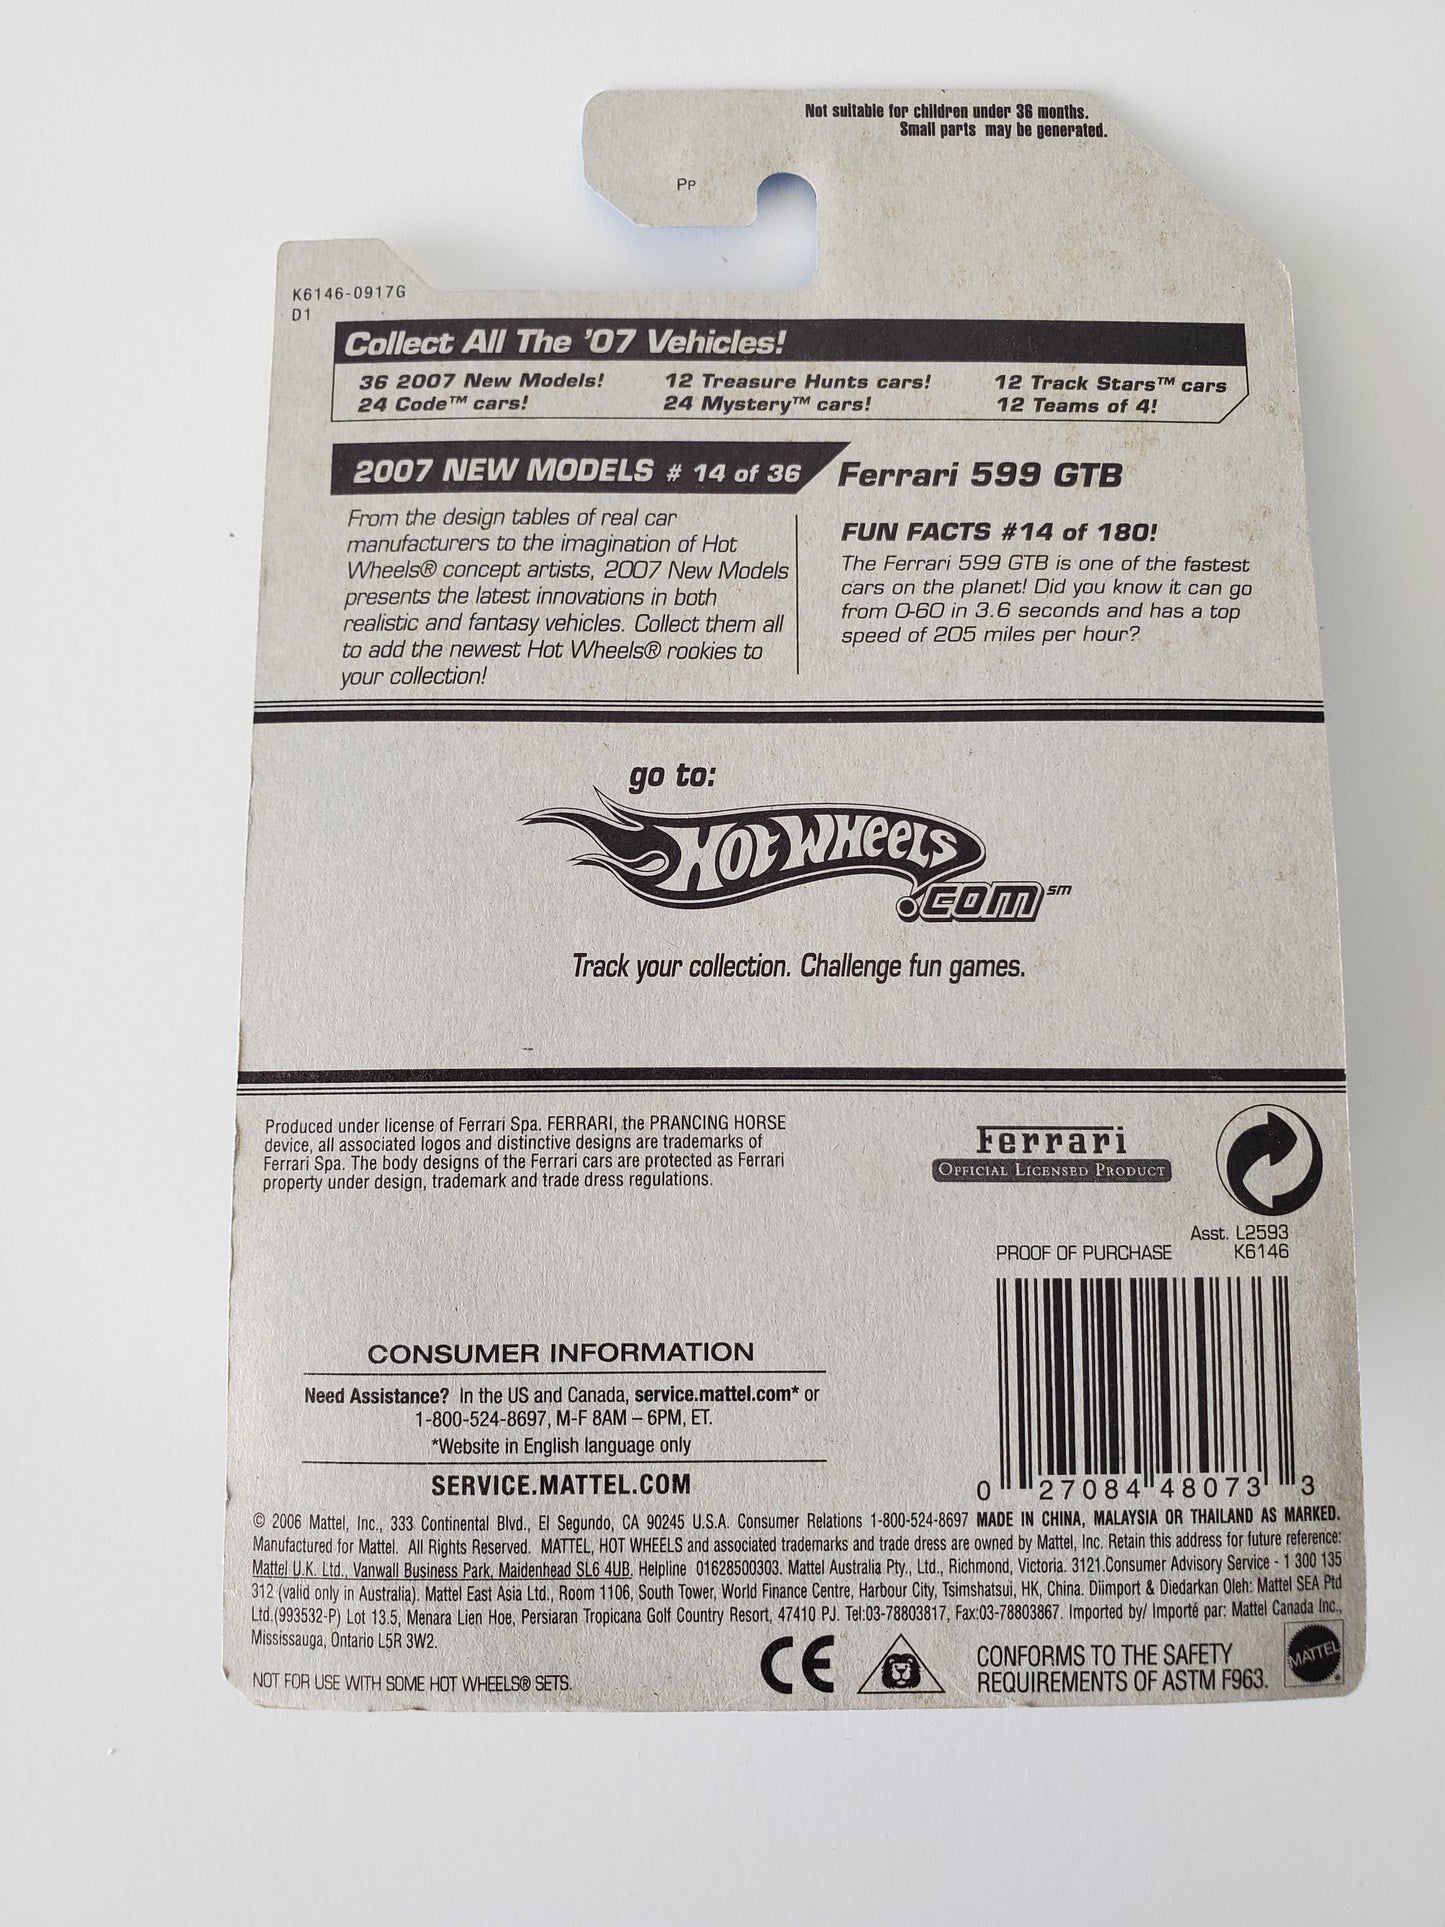 Not suitable for children under 36 months.
Small parts may be generated.
PP
K6146-0917G
D1
Collect All The '07 Vehicles!
36 2007 New Models! 12 Treasure Hunts cars! 12 Track Stars™ cars
24 Code™ cars! 24 Mystery™ cars! 12 Teams of 4!
2007 NEW MODELS # 14 of 36
From the design tables of real car
manufacturers to the imagination of Hot
Wheels® concept artists, 2007 New Models
presents the latest innovations in both
realistic and fantasy vehicles. Collect them all
to add the newest Hot Wheels® rookies to
your collection!
Ferrari 599 GTB
FUN FACTS #14 of 180!
The Ferrari 599 GTB is one of the fastest
cars on the planet! Did you know it can go
from 0-60 in 3.6 seconds and has a top
speed of 205 miles per hour?
go to:
HOT WHEELS
.COM℠
Track your collection. Challenge fun games.
Produced under license of Ferrari Spa. FERRARI, the PRANCING HORSE
device, all associated logos and distinctive designs are trademarks of
Ferrari Spa. The body designs of the Ferrari cars are protected as Ferrari
property under design, trademark and trade dress regulations.
Ferrari
OFFICIAL LICENSED PRODUCT
Asst. L2593
PROOF OF PURCHASE K6146
0 27084 48073 3
CONSUMER INFORMATION
Need Assistance? In the US and Canada, service.mattel.com* or
1-800-524-8697, M-F 8AM – 6PM, ET.
*Website in English language only
SERVICE.MATTEL.COM
© 2006 Mattel, Inc., 333 Continental Blvd., El Segundo, CA 90245 U.S.A. Consumer Relations 1-800-524-8697 MADE IN CHINA, MALAYSIA OR THAILAND AS MARKED.
Manufactured for Mattel. All Rights Reserved. MATTEL, HOT WHEELS and associated trademarks and trade dress are owned by Mattel, Inc. Retain this address for future reference:
Mattel U.K. Ltd., Vanwall Business Park, Maidenhead SL6 4UB, Helpline 01628500303. Mattel Australia Pty., Ltd., Richmond, Victoria. 3121.Consumer Advisory Service - 1 300 135
312 (valid only in Australia). Mattel East Asia Ltd., Room 1106, South Tower, World Finance Centre, Harbour City, Tsimshatsui, HK, China. Diimport & Diedarkan Oleh: Mattel SEA Ptd
Ltd.(993532-P) Lot 13.5, Menara Lien Hoe, Persiaran Tropicana Golf Country Resort, 47410 PJ. Tel:03-78803817, Fax:03-78803867. Imported by/ Importé par: Mattel Canada Inc.,
Mississauga, Ontario L5R 3W2.
NOT FOR USE WITH SOME HOT WHEELS® SETS.
CE
CONFORMS TO THE SAFETY
REQUIREMENTS OF ASTM F963.
MATTEL